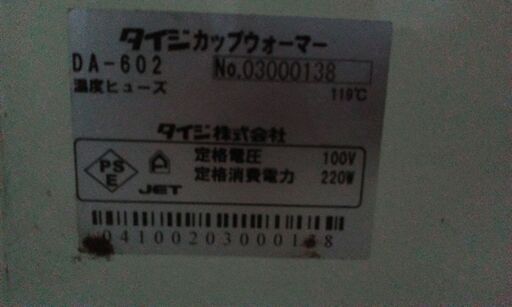 タイジカップウォーマー
DA-602 No.03000138
温度ヒューズ 119℃
タイジ株式会社
定格電圧 100V
定格消費電力 220W
PS
E
JET
04100203000138